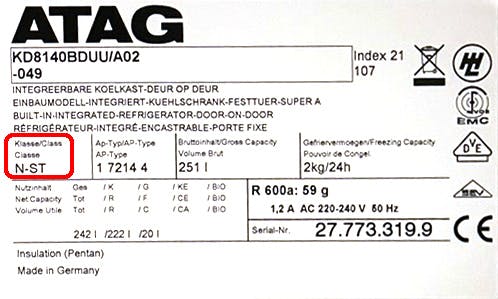 ATAG
KD8140BDUU/A02
-049
Index 21
107
INTEGREERBARE KOELKAST-DEUR OP DEUR
EINBAUMODELL-INTEGRIERT-KUEHLSCHRANK-FESTTUER-SUPER A
BUILT-IN-INTEGRATED-REFRIGERATOR-DOOR-ON-DOOR
RÉFRIGÉRATEUR-INTÉGRÉ-ENCASTRABLE-PORTE FIXE
Klasse/Class
Classe
N-ST
Ap-Typ/AP-Type
AP-Type
1 7214 4
Bruttoinhalt/Gross Capacity
Volume Brut
251 l
Gefriervermoegen/Freezing Capacity
Pouvoir de Congel.
2kg/24h
Nutzinhalt Ges / K / G / KE / BIO
Net Capacity Tot / R / F / CE / BIO
Volume Utile Tot / R / C / CA / BIO
242 l /222 l /20 l
R 600a: 59 g
1,2 A AC 220-240 V 50 Hz
Serial-Nr. 27.773.319.9
Insulation (Pentan)
Made in Germany
EMC
DVE
SEV
CE